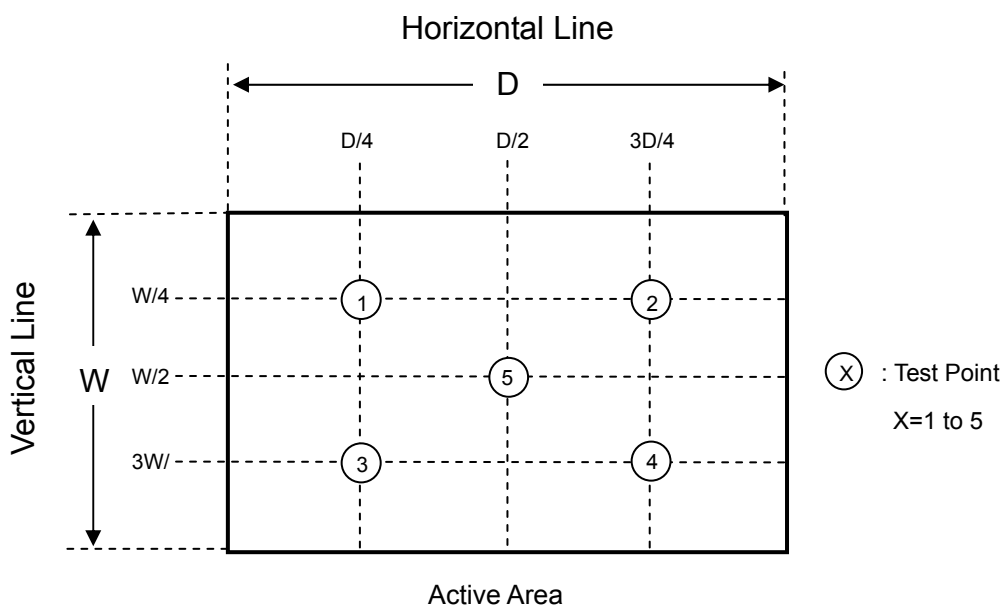 Horizontal Line
D
D/4 D/2 3D/4
Vertical Line
W
W/4
W/2
3W/
1
2
5
3
4
X : Test Point
X=1 to 5
Active Area